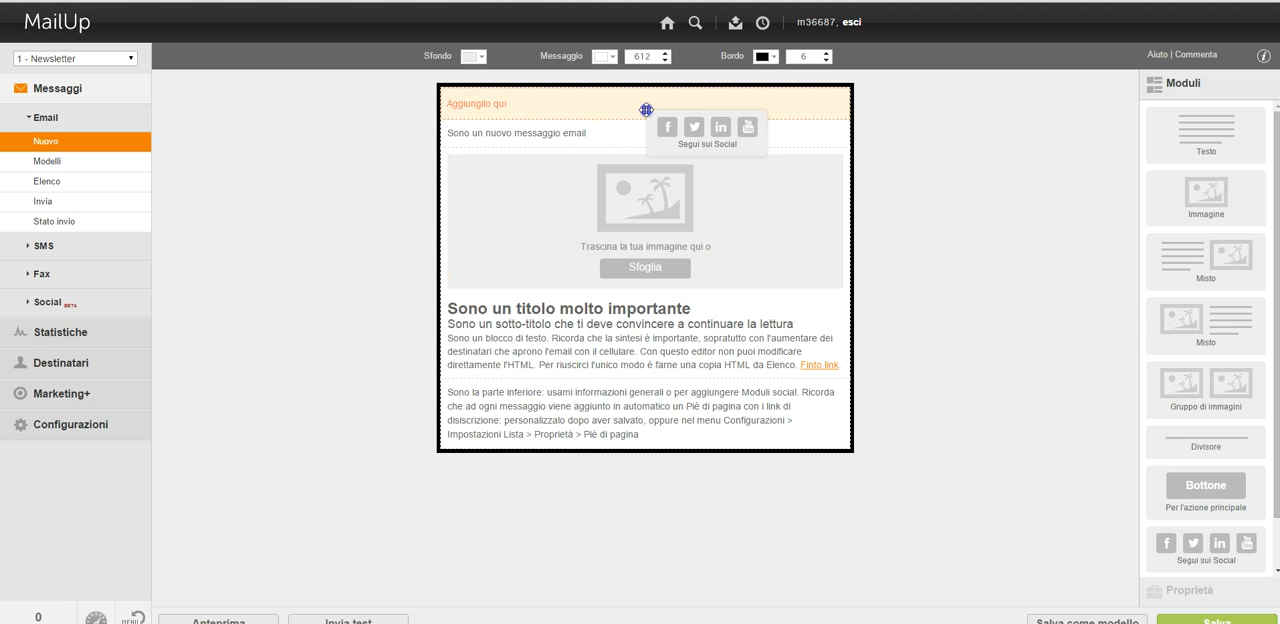 MailUp
m36687, esci
1 - Newsletter
Sfondo
Messaggio
612
Bordo
6
Aiuto | Commenta
Messaggi
Email
Nuovo
Modelli
Elenco
Invia
Stato invio
SMS
Fax
Social BETA
Statistiche
Destinatari
Marketing+
Configurazioni
0
MENU
Aggiungilo qui
Sono un nuovo messaggio email
Segui sui Social
Trascina la tua immagine qui o
Sfoglia
Sono un titolo molto importante
Sono un sotto-titolo che ti deve convincere a continuare la lettura
Sono un blocco di testo. Ricorda che la sintesi è importante, sopratutto con l'aumentare dei
destinatari che aprono l'email con il cellulare. Con questo editor non puoi modificare
direttamente l'HTML. Per riuscirci l'unico modo è farne una copia HTML da Elenco. Finto link.
Sono la parte inferiore: usami informazioni generali o per aggiungere Moduli social. Ricorda
che ad ogni messaggio viene aggiunto in automatico un Piè di pagina con i link di
disiscrizione: personalizzalo dopo aver salvato, oppure nel menu Configurazioni >
Impostazioni Lista > Proprietà > Piè di pagina
Moduli
Testo
Immagine
Misto
Misto
Gruppo di immagini
Divisore
Bottone
Per l'azione principale
Segui sui Social
Proprietà
Anteprima
Invia test
Salva come modello
Salva